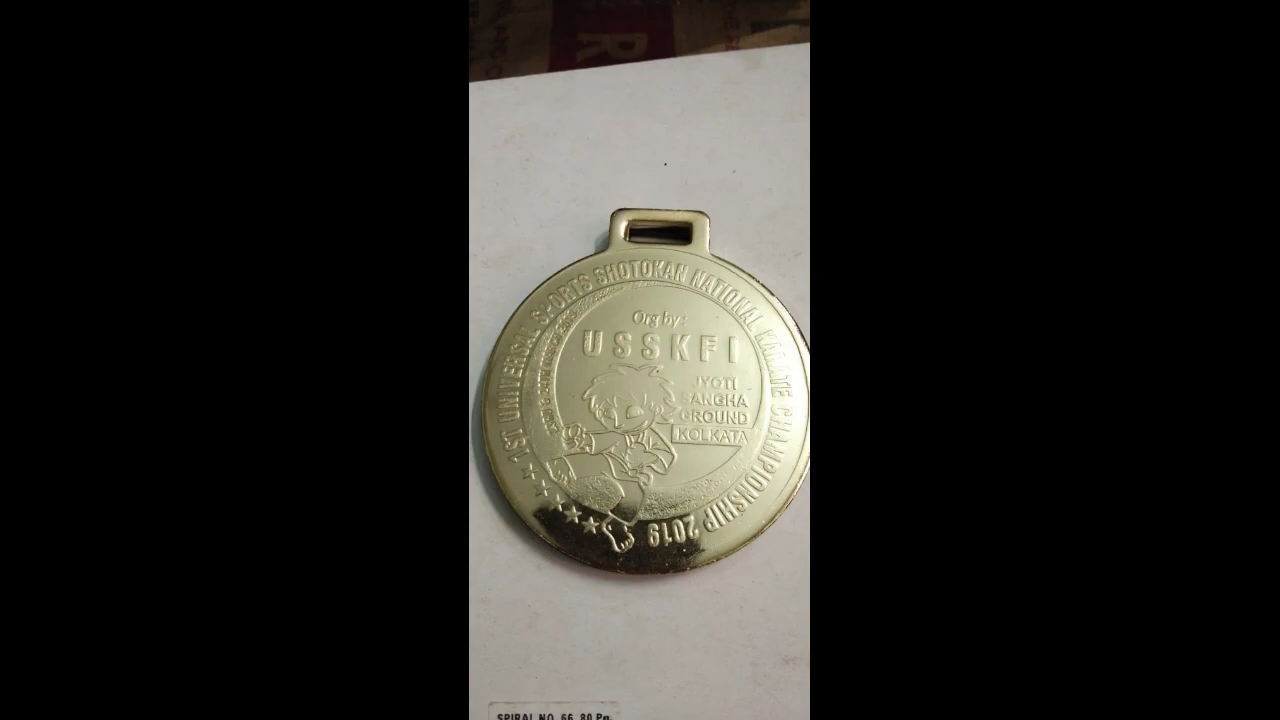 1ST UNIVERSAL SPORTS SHOTOKAN NATIONAL KARATE CHAMPIONSHIP 2019
Org by :
USSKFI
JYOTI
SANGHA
GROUND
KOLKATA
SPIRAL NO. 66, 80 Pg.
R